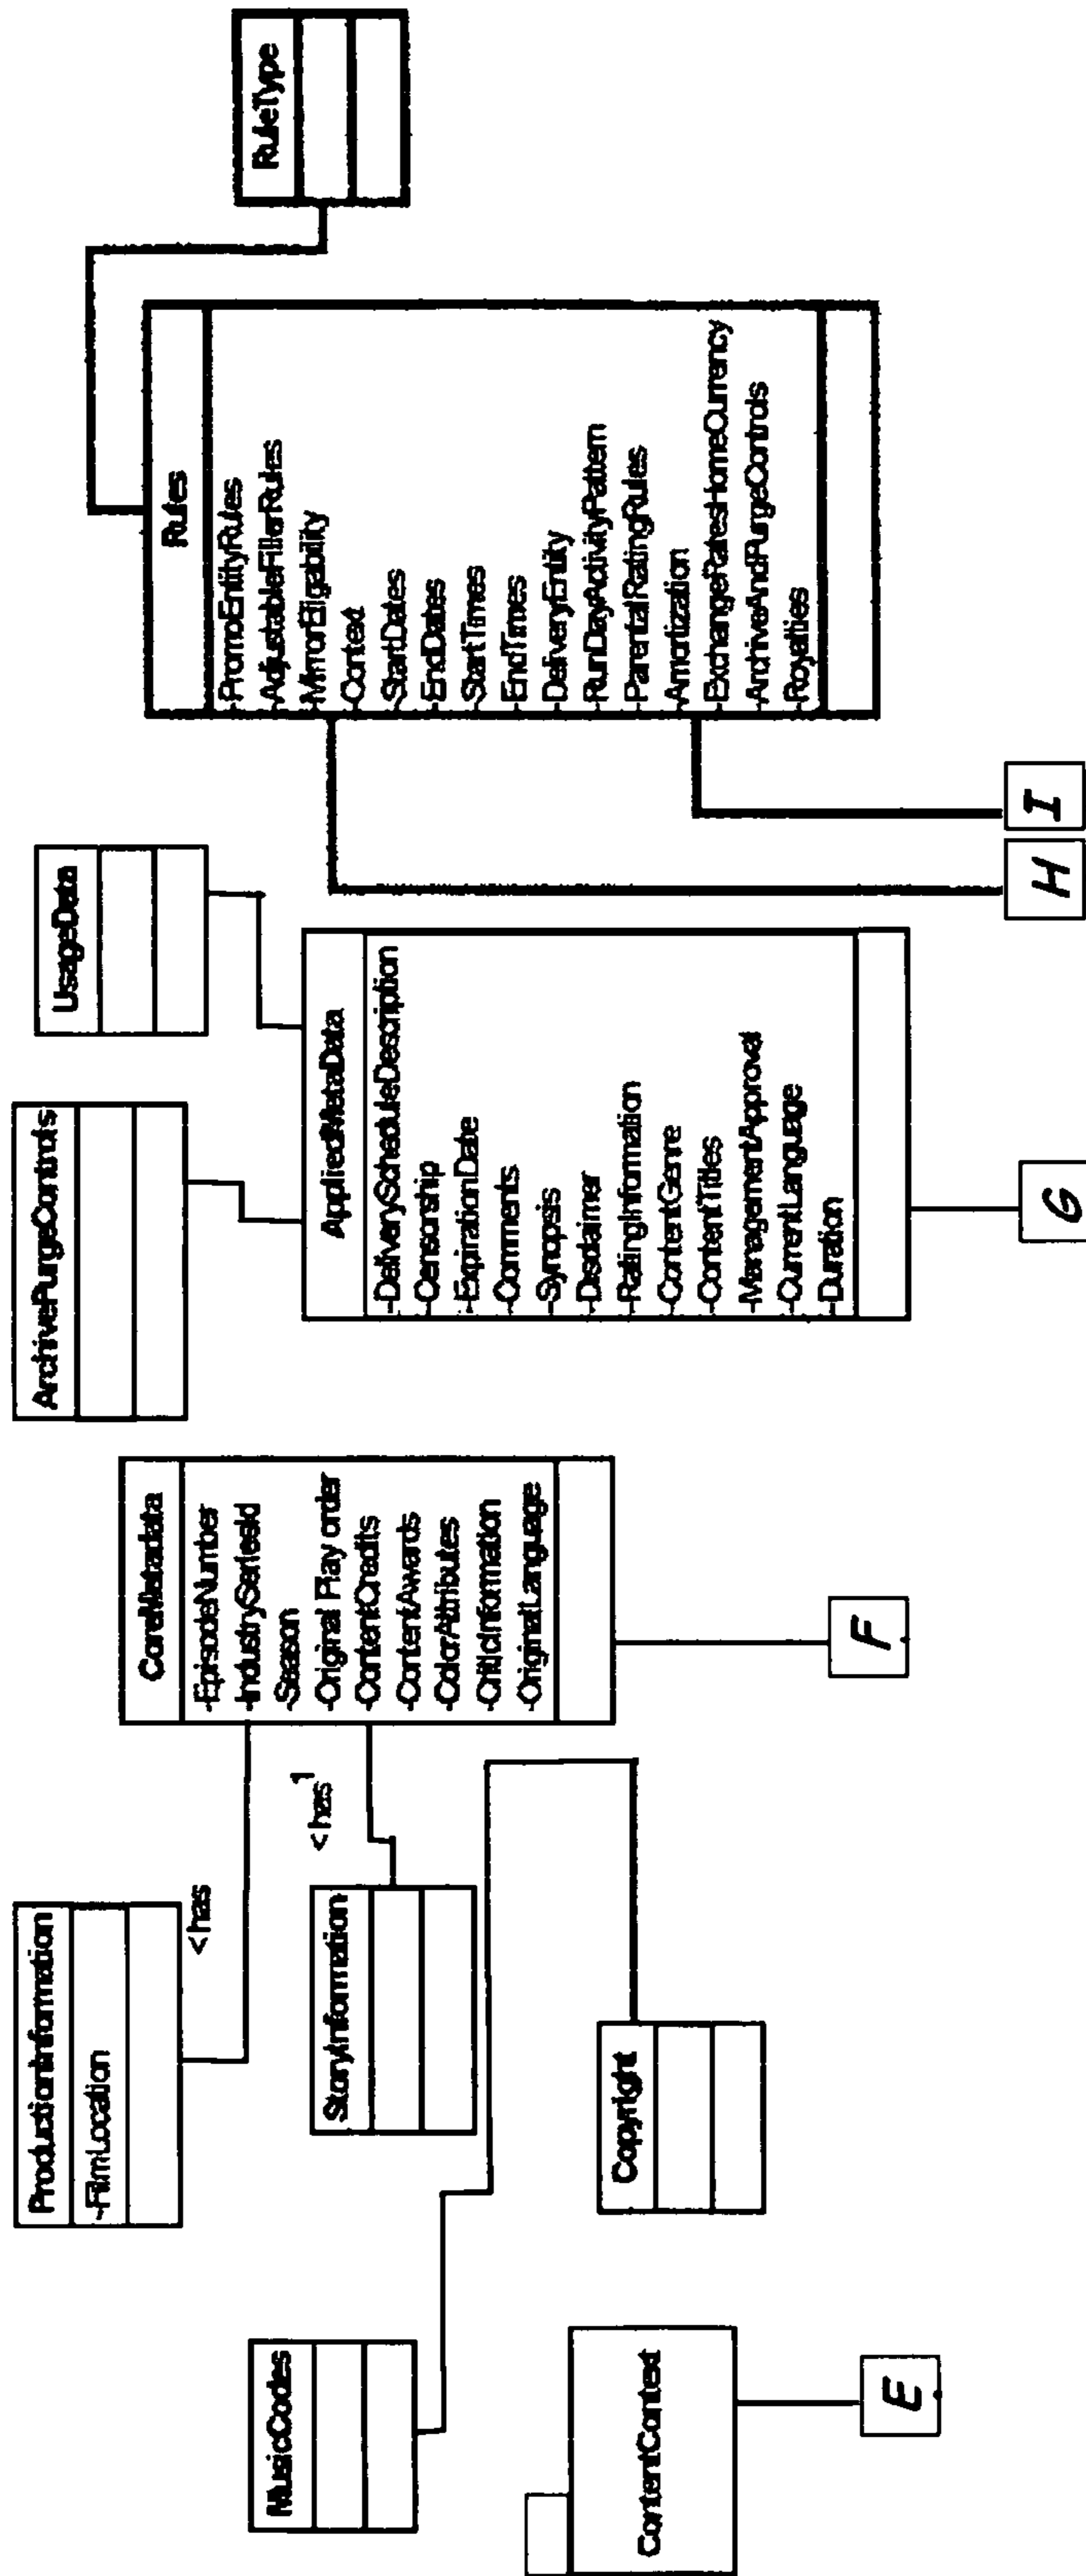 ProductionInformation
-FilmLocation
<has
MusicCodes
StoryInformation
<has
1
ContentContext
Copyright
E
CoreMetadata
-EpisodeNumber
-IndustrySeriesId
-Season
-Original Play order
-ContentCredits
-ContentAwards
-ColorAttributes
-CriticInformation
-OriginalLanguage
F
ArchivePurgeControls
UsageData
AppliedMetaData
-DeliveryScheduleDescription
-Censorship
-ExpirationDate
-Comments
-Synopsis
-Disclaimer
-RatingInformation
-ContentGenre
-ContentTitles
-ManagementApproval
-CurrentLanguage
-Duration
G
RuleType
Rules
-PromoEntityRules
-AdjustableFillerRules
-MirrorEligability
-Context
-StartDates
-EndDates
-StartTimes
-EndTimes
-DeliveryEntity
-RunDayActivityPattern
-ParentalRatingRules
-Amortization
-ExchangeRatesHomeCurrency
-ArchiveAndPurgeControls
-Royalties
H
I